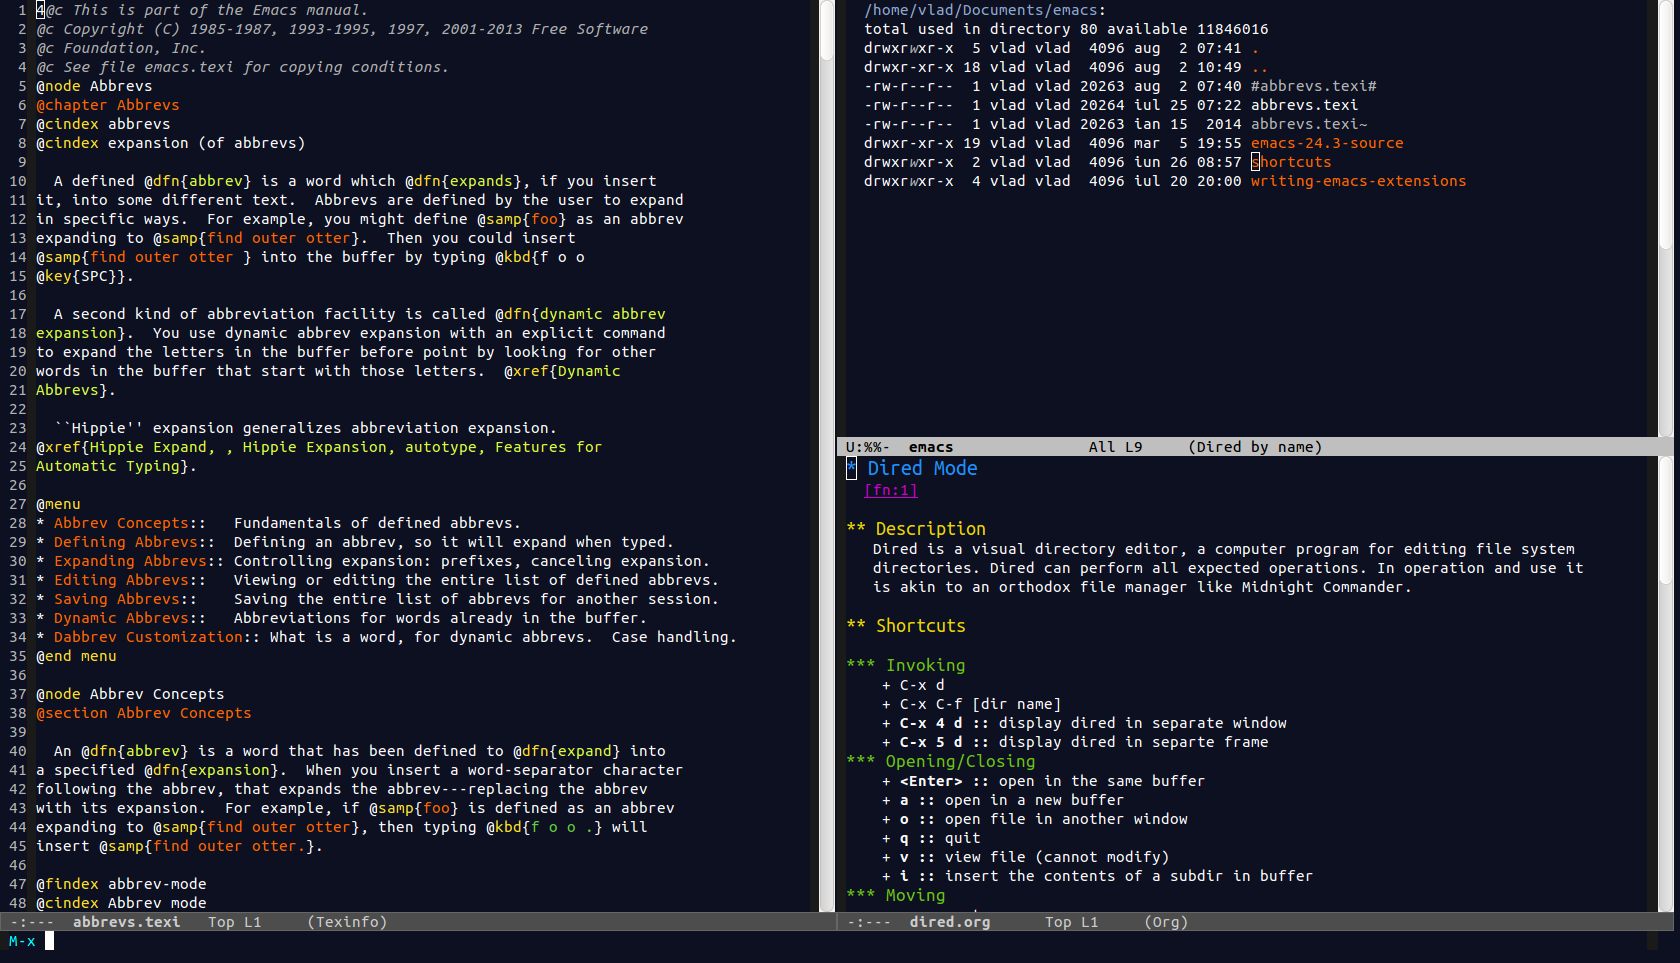 1 4@c This is part of the Emacs manual.
2 @c Copyright (C) 1985-1987, 1993-1995, 1997, 2001-2013 Free Software
3 @c Foundation, Inc.
4 @c See file emacs.texi for copying conditions.
5 @node Abbrevs
6 @chapter Abbrevs
7 @cindex abbrevs
8 @cindex expansion (of abbrevs)
9
10   A defined @dfn{abbrev} is a word which @dfn{expands}, if you insert
11 it, into some different text.  Abbrevs are defined by the user to expand
12 in specific ways.  For example, you might define @samp{foo} as an abbrev
13 expanding to @samp{find outer otter}.  Then you could insert
14 @samp{find outer otter } into the buffer by typing @kbd{f o o
15 @key{SPC}}.
16
17   A second kind of abbreviation facility is called @dfn{dynamic abbrev
18 expansion}.  You use dynamic abbrev expansion with an explicit command
19 to expand the letters in the buffer before point by looking for other
20 words in the buffer that start with those letters.  @xref{Dynamic
21 Abbrevs}.
22
23   ``Hippie'' expansion generalizes abbreviation expansion.
24 @xref{Hippie Expand, , Hippie Expansion, autotype, Features for
25 Automatic Typing}.
26
27 @menu
28 * Abbrev Concepts::   Fundamentals of defined abbrevs.
29 * Defining Abbrevs::  Defining an abbrev, so it will expand when typed.
30 * Expanding Abbrevs:: Controlling expansion: prefixes, canceling expansion.
31 * Editing Abbrevs::   Viewing or editing the entire list of defined abbrevs.
32 * Saving Abbrevs::    Saving the entire list of abbrevs for another session.
33 * Dynamic Abbrevs::   Abbreviations for words already in the buffer.
34 * Dabbrev Customization:: What is a word, for dynamic abbrevs.  Case handling.
35 @end menu
36
37 @node Abbrev Concepts
38 @section Abbrev Concepts
39
40   An @dfn{abbrev} is a word that has been defined to @dfn{expand} into
41 a specified @dfn{expansion}.  When you insert a word-separator character
42 following the abbrev, that expands the abbrev---replacing the abbrev
43 with its expansion.  For example, if @samp{foo} is defined as an abbrev
44 expanding to @samp{find outer otter}, then typing @kbd{f o o .} will
45 insert @samp{find outer otter.}.
46
47 @findex abbrev-mode
48 @cindex Abbrev mode
-:---  abbrevs.texi   Top L1     (Texinfo)
/home/vlad/Documents/emacs:
total used in directory 80 available 11846016
drwxrwxr-x  5 vlad vlad  4096 aug  2 07:41 .
drwxr-xr-x 18 vlad vlad  4096 aug  2 10:49 ..
-rw-r--r--  1 vlad vlad 20263 aug  2 07:40 #abbrevs.texi#
-rw-r--r--  1 vlad vlad 20264 iul 25 07:22 abbrevs.texi
-rw-r--r--  1 vlad vlad 20263 ian 15  2014 abbrevs.texi~
drwxr-xr-x 19 vlad vlad  4096 mar  5 19:55 emacs-24.3-source
drwxrwxr-x  2 vlad vlad  4096 iun 26 08:57 shortcuts
drwxrwxr-x  4 vlad vlad  4096 iul 20 20:00 writing-emacs-extensions
U:%%-  emacs               All L9     (Dired by name)
* Dired Mode
[fn:1]
** Description
Dired is a visual directory editor, a computer program for editing file system
directories. Dired can perform all expected operations. In operation and use it
is akin to an orthodox file manager like Midnight Commander.
** Shortcuts
*** Invoking
+ C-x d
+ C-x C-f [dir name]
+ C-x 4 d :: display dired in separate window
+ C-x 5 d :: display dired in separte frame
*** Opening/Closing
+ <Enter> :: open in the same buffer
+ a :: open in a new buffer
+ o :: open file in another window
+ q :: quit
+ v :: view file (cannot modify)
+ i :: insert the contents of a subdir in buffer
*** Moving
-:---  dired.org      Top L1     (Org)
M-x